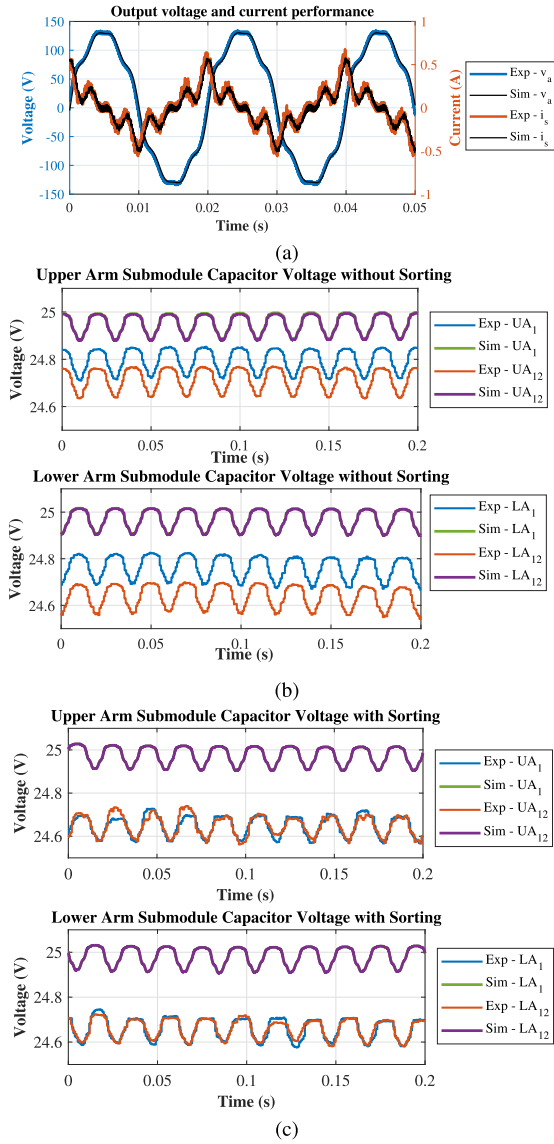 Output voltage and current performance
150
100
50
0
-50
-100
-150
Voltage (V)
1
0.5
0
-0.5
-1
Current (A)
0 0.01 0.02 0.03 0.04 0.05
Time (s)
Exp - v_a
Sim - v_a
Exp - i_s
Sim - i_s
(a)
Upper Arm Submodule Capacitor Voltage without Sorting
25
24.8
24.6
Voltage (V)
0 0.05 0.1 0.15 0.2
Time (s)
Exp - UA_1
Sim - UA_1
Exp - UA_12
Sim - UA_12
Lower Arm Submodule Capacitor Voltage without Sorting
25
24.8
24.6
Voltage (V)
0 0.05 0.1 0.15 0.2
Time (s)
Exp - LA_1
Sim - LA_1
Exp - LA_12
Sim - LA_12
(b)
Upper Arm Submodule Capacitor Voltage with Sorting
25
24.8
24.6
Voltage (V)
0 0.05 0.1 0.15 0.2
Time (s)
Exp - UA_1
Sim - UA_1
Exp - UA_12
Sim - UA_12
Lower Arm Submodule Capacitor Voltage with Sorting
25
24.8
24.6
Voltage (V)
0 0.05 0.1 0.15 0.2
Time (s)
Exp - LA_1
Sim - LA_1
Exp - LA_12
Sim - LA_12
(c)